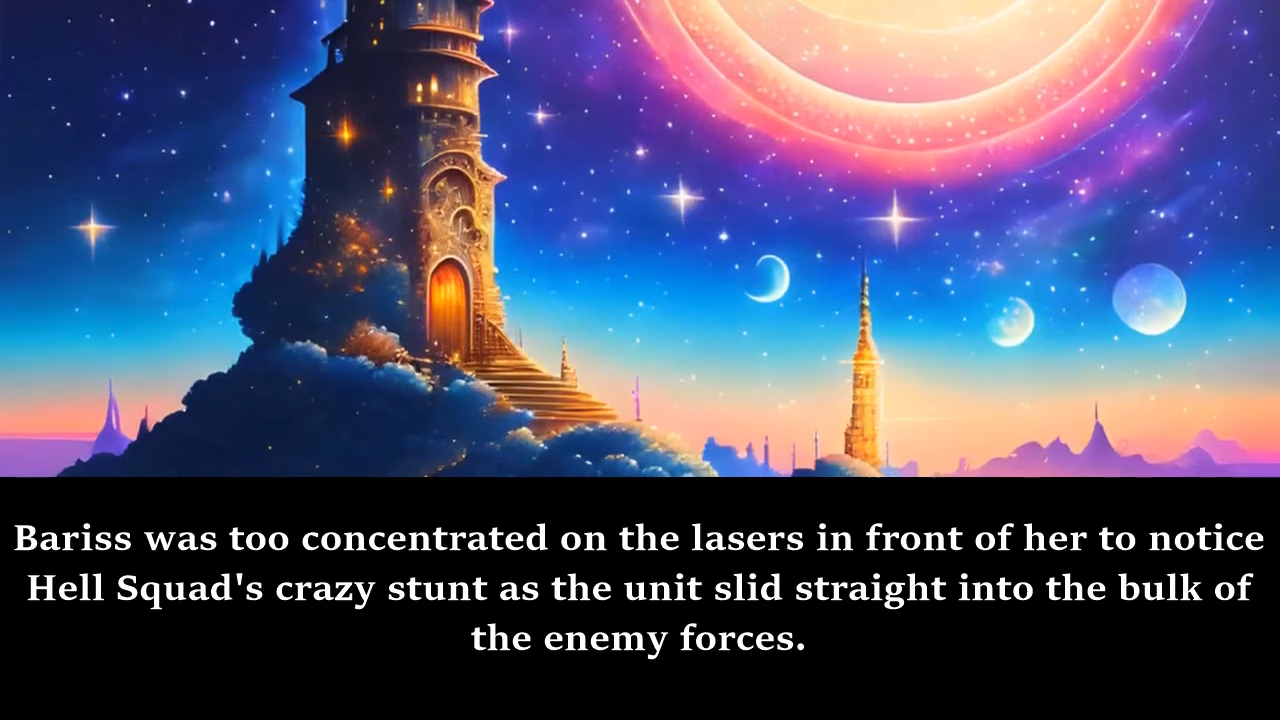 Bariss was too concentrated on the lasers in front of her to notice
Hell Squad's crazy stunt as the unit slid straight into the bulk of
the enemy forces.